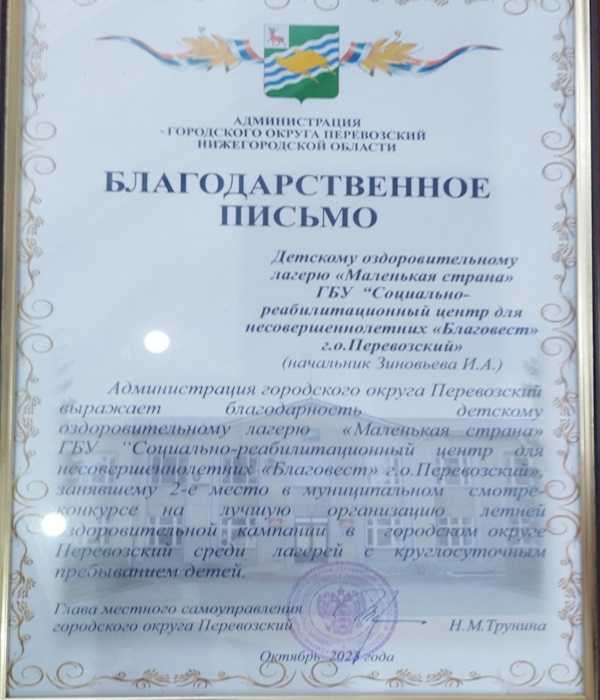 АДМИНИСТРАЦИЯ
ГОРОДСКОГО ОКРУГА ПЕРЕВОЗСКИЙ
НИЖЕГОРОДСКОЙ ОБЛАСТИ
БЛАГОДАРСТВЕННОЕ
ПИСЬМО
Детскому оздоровительному
лагерю «Маленькая страна»
ГБУ “Социально-
реабилитационный центр для
несовершеннолетних «Благовест»
г.о.Перевозский»
(начальник Зиновьева И.А.)
Администрация городского округа Перевозский
выражает благодарность детскому
оздоровительному лагерю «Маленькая страна»
ГБУ “Социально-реабилитационный центр для
несовершеннолетних «Благовест» г.о.Перевозский»,
занявшему 2-е место в муниципальном смотре-
конкурсе на лучшую организацию летней
оздоровительной кампании в городском округе
Перевозский среди лагерей с круглосуточным
пребыванием детей.
Глава местного самоуправления
городского округа Перевозский Н.М.Трунина
Октябрь 2023 года